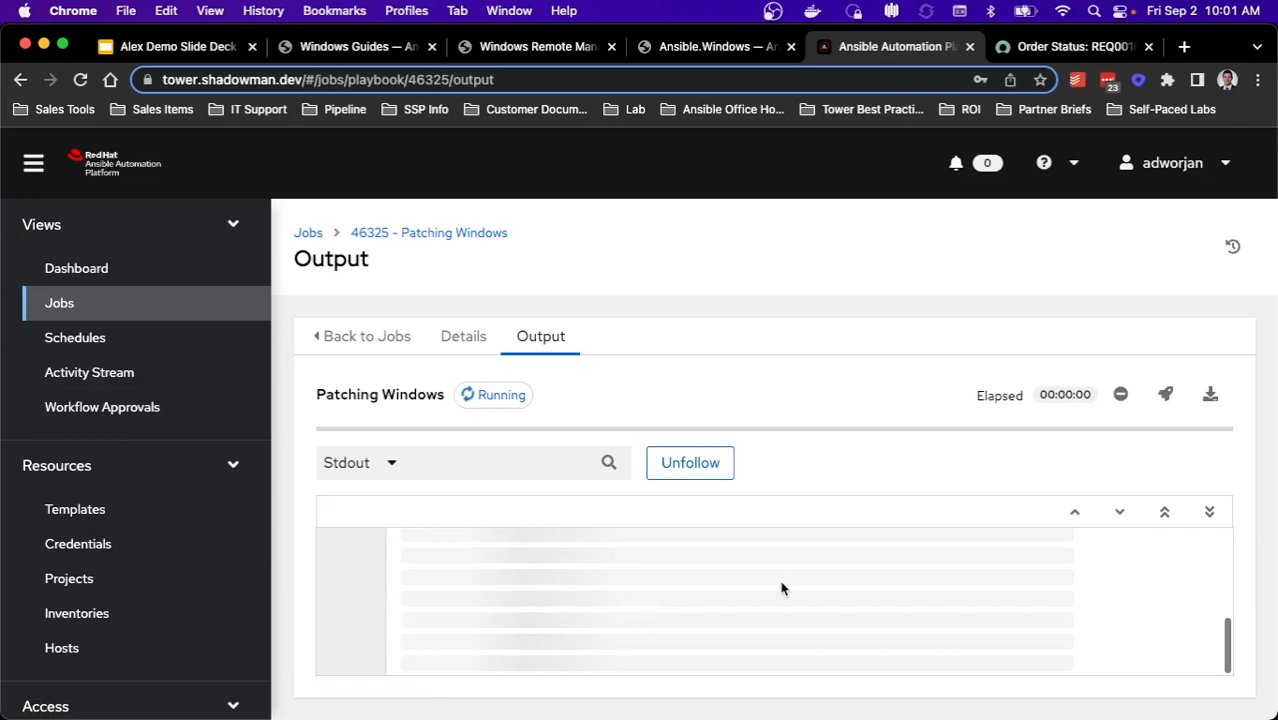 Chrome File Edit View History Bookmarks Profiles Tab Window Help Fri Sep 2 10:01 AM
Alex Demo Slide Deck Windows Guides — An Windows Remote Man Ansible.Windows — An Ansible Automation Pl Order Status: REQ001
tower.shadowman.dev/#/jobs/playbook/46325/output 23
Sales Tools Sales Items IT Support Pipeline SSP Info Customer Docum... Lab Ansible Office Ho... Tower Best Practi... ROI Partner Briefs Self-Paced Labs
Red Hat
Ansible Automation
Platform
0 adworjan
Views
Dashboard
Jobs
Schedules
Activity Stream
Workflow Approvals
Resources
Templates
Credentials
Projects
Inventories
Hosts
Access
Jobs 46325 - Patching Windows
Output
Back to Jobs Details Output
Patching Windows Running Elapsed 00:00:00
Stdout Unfollow